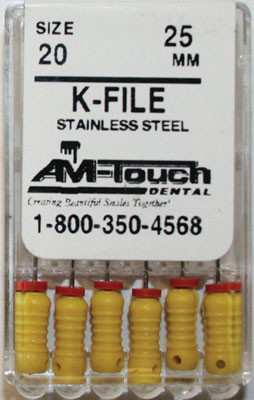 SIZE 25
20 MM
K-FILE
STAINLESS STEEL
AM-Touch
DENTAL
Creating Beautiful Smiles Together
1-800-350-4568